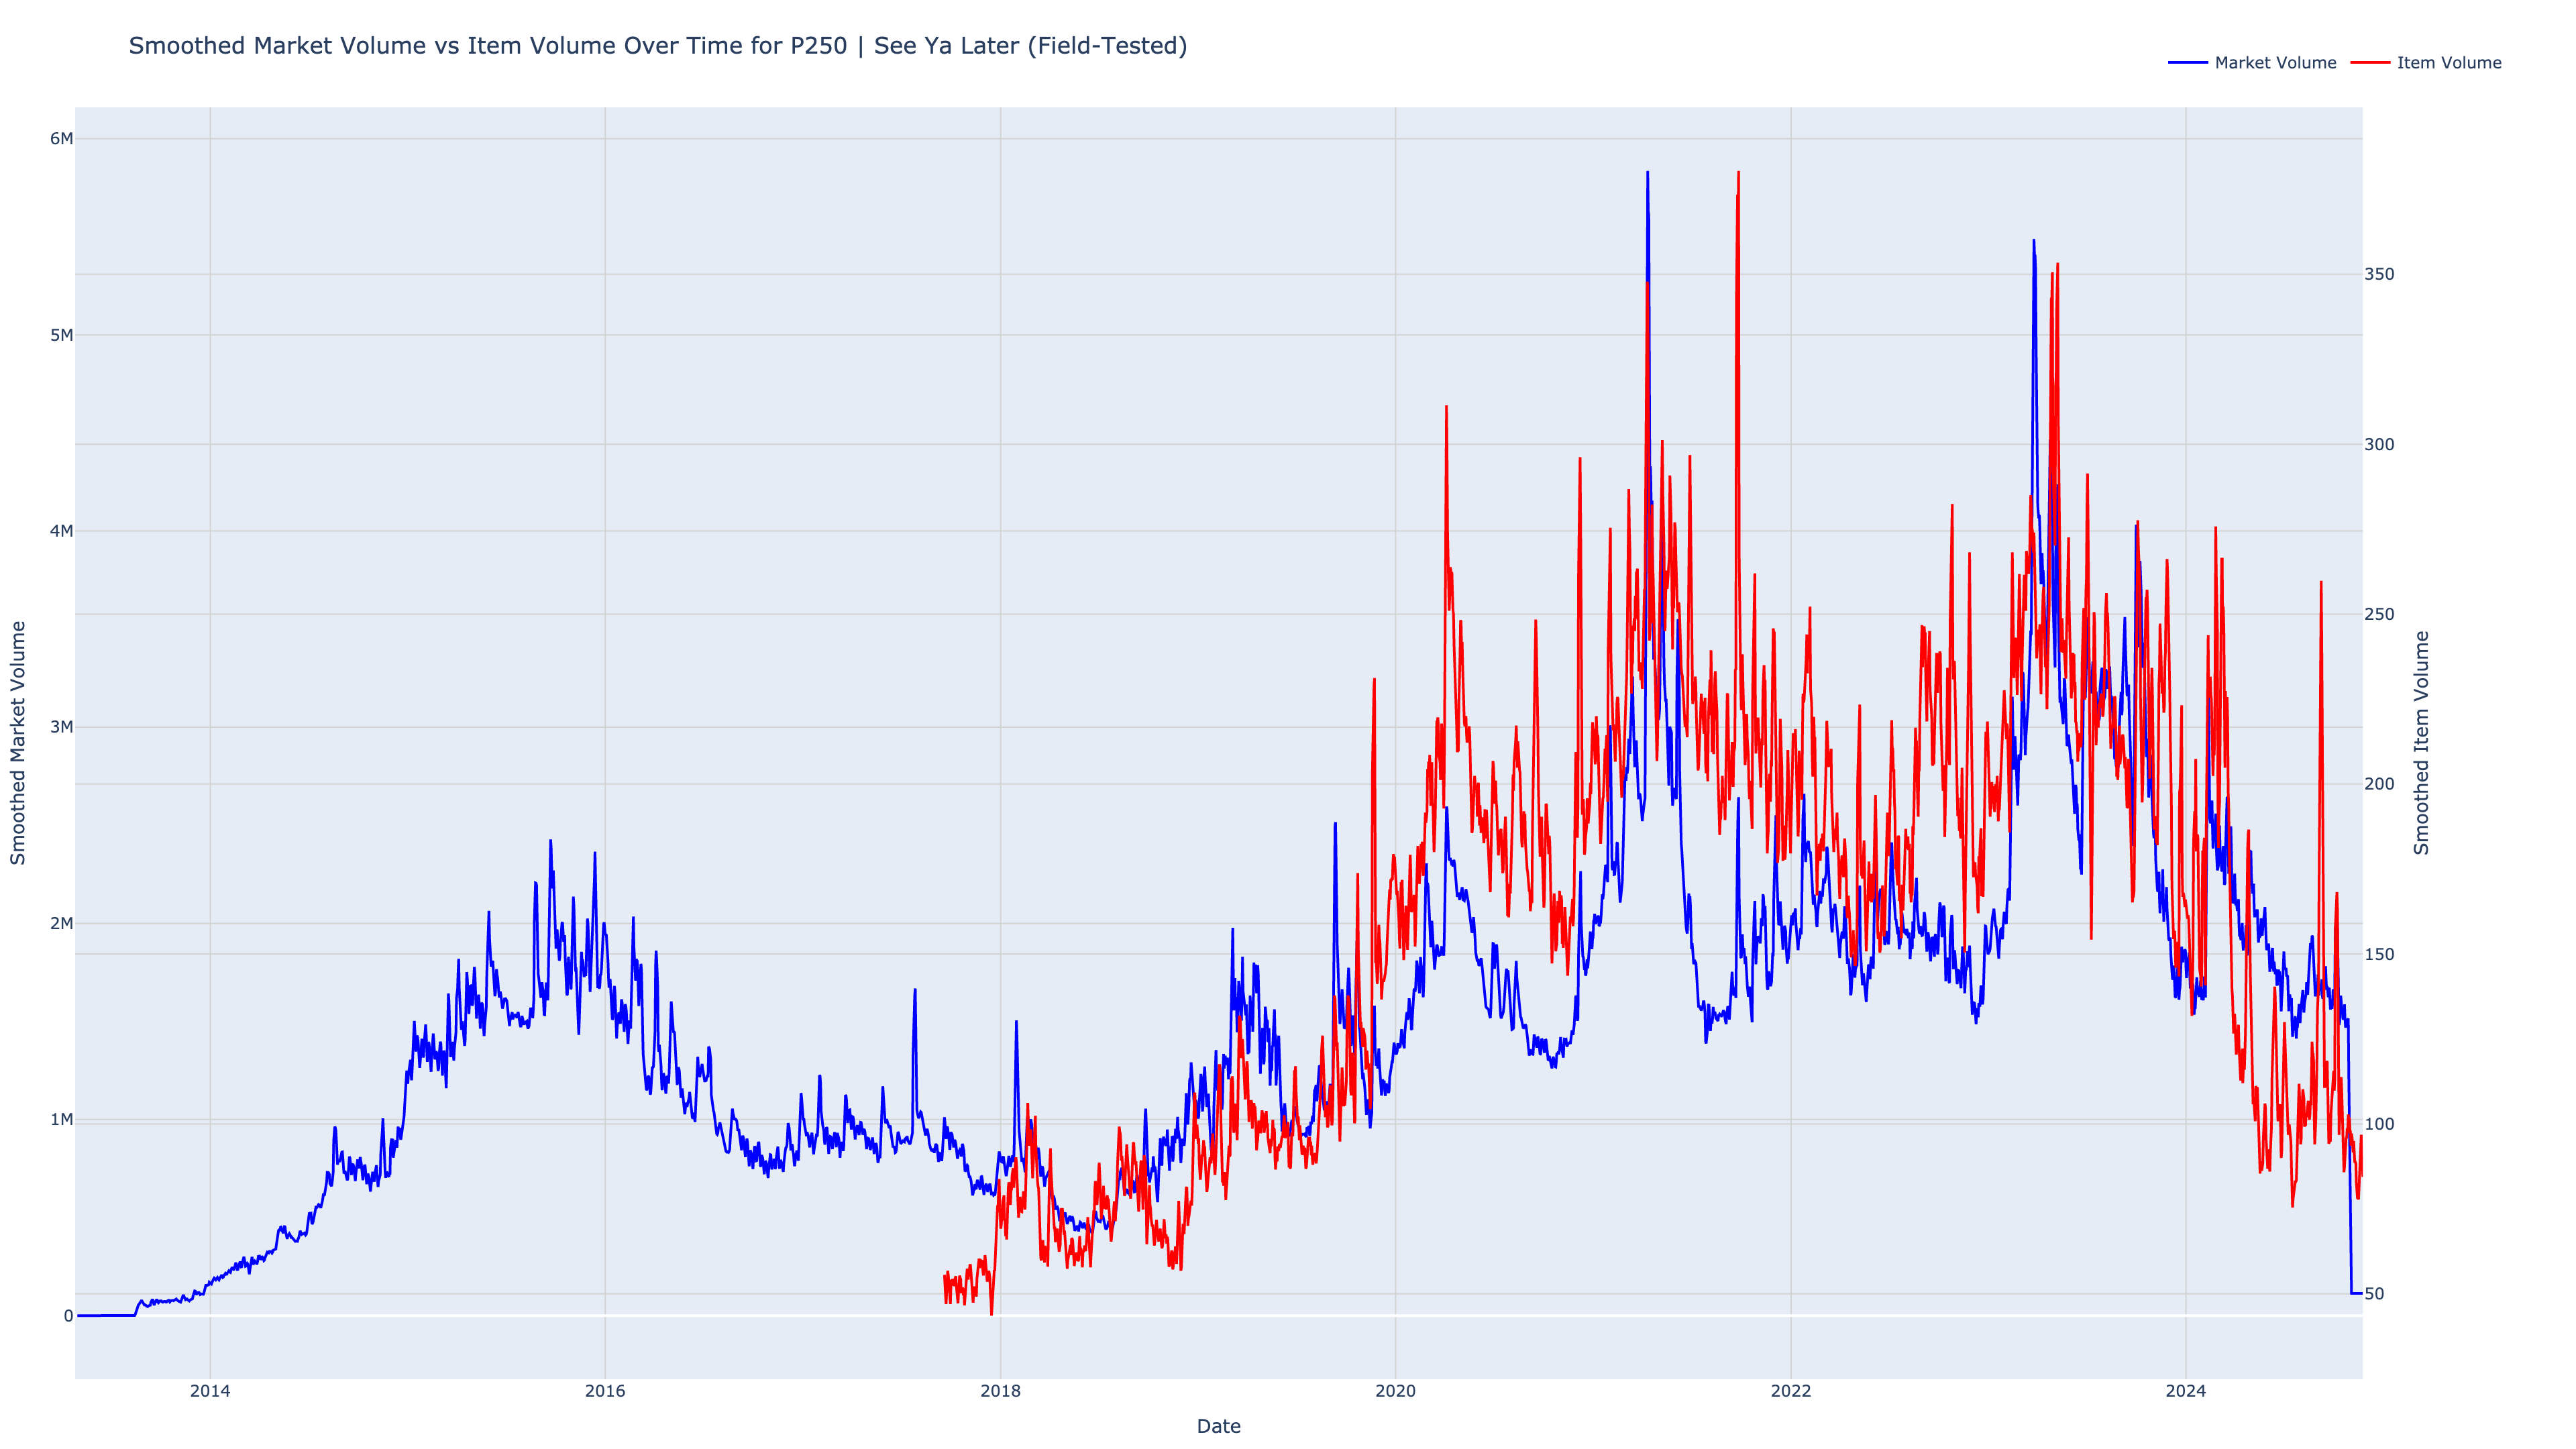 Smoothed Market Volume vs Item Volume Over Time for P250 | See Ya Later (Field-Tested)
Market Volume
Item Volume
6M
5M
4M
3M
2M
1M
0
Smoothed Market Volume
350
300
250
200
150
100
50
Smoothed Item Volume
2014
2016
2018
2020
2022
2024
Date